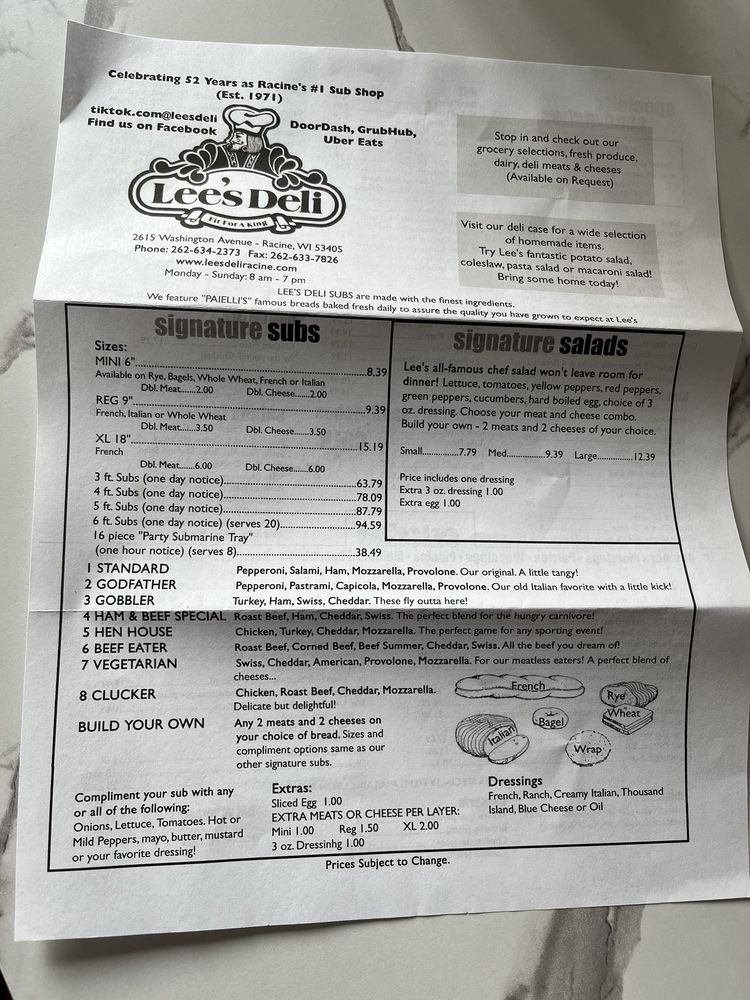 Celebrating 52 Years as Racine's #1 Sub Shop
(Est. 1971)
tiktok.com@leesdeli
Find us on Facebook
DoorDash, GrubHub,
Uber Eats
Lee's Deli
Fit For A King
2615 Washington Avenue - Racine, WI 53405
Phone: 262-634-2373 Fax: 262-633-7826
www.leesdeliracine.com
Monday - Sunday: 8 am - 7 pm
Stop in and check out our
grocery selections, fresh produce,
dairy, deli meats & cheeses
(Available on Request)
Visit our deli case for a wide selection
of homemade items.
Try Lee's fantastic potato salad,
coleslaw, pasta salad or macaroni salad!
Bring some home today!
LEE'S DELI SUBS are made with the finest ingredients.
We feature "PAIELLI'S" famous breads baked fresh daily to assure the quality you have grown to expect at Lee's
signature subs
Sizes:
MINI 6"...8.39
Available on Rye, Bagels, Whole Wheat, French or Italian
Dbl. Meat......2.00 Dbl. Cheese......2.00
REG 9"...9.39
French, Italian or Whole Wheat
Dbl. Meat......3.50 Dbl. Cheese......3.50
XL 18"...15.19
French
Dbl. Meat......6.00 Dbl. Cheese......6.00
3 ft. Subs (one day notice)...63.79
4 ft. Subs (one day notice)...78.09
5 ft. Subs (one day notice)...87.79
6 ft. Subs (one day notice) (serves 20)...94.59
16 piece "Party Submarine Tray"
(one hour notice) (serves 8)...38.49
signature salads
Lee's all-famous chef salad won't leave room for
dinner! Lettuce, tomatoes, yellow peppers, red peppers,
green peppers, cucumbers, hard boiled egg, choice of 3
oz. dressing. Choose your meat and cheese combo.
Build your own - 2 meats and 2 cheeses of your choice.
Small...7.79 Med...9.39 Large...12.39
Price includes one dressing
Extra 3 oz. dressing 1.00
Extra egg 1.00
1 STANDARD Pepperoni, Salami, Ham, Mozzarella, Provolone. Our original. A little tangy!
2 GODFATHER Pepperoni, Pastrami, Capicola, Mozzarella, Provolone. Our old Italian favorite with a little kick!
3 GOBBLER Turkey, Ham, Swiss, Cheddar. These fly outta here!
4 HAM & BEEF SPECIAL Roast Beef, Ham, Cheddar, Swiss. The perfect blend for the hungry carnivore!
5 HEN HOUSE Chicken, Turkey, Cheddar, Mozzarella. The perfect game for any sporting event!
6 BEEF EATER Roast Beef, Corned Beef, Beef Summer, Cheddar, Swiss. All the beef you dream of!
7 VEGETARIAN Swiss, Cheddar, American, Provolone, Mozzarella. For our meatless eaters! A perfect blend of
cheeses...
8 CLUCKER Chicken, Roast Beef, Cheddar, Mozzarella.
Delicate but delightful!
BUILD YOUR OWN Any 2 meats and 2 cheeses on
your choice of bread. Sizes and
compliment options same as our
other signature subs.
French
Rye
Bagel
Wheat
Italian
Wrap
Compliment your sub with any
or all of the following:
Onions, Lettuce, Tomatoes. Hot or
Mild Peppers, mayo, butter, mustard
or your favorite dressing!
Extras:
Sliced Egg 1.00
EXTRA MEATS OR CHEESE PER LAYER:
Mini 1.00 Reg 1.50 XL 2.00
3 oz. Dressinhg 1.00
Dressings
French, Ranch, Creamy Italian, Thousand
Island, Blue Cheese or Oil
Prices Subject to Change.